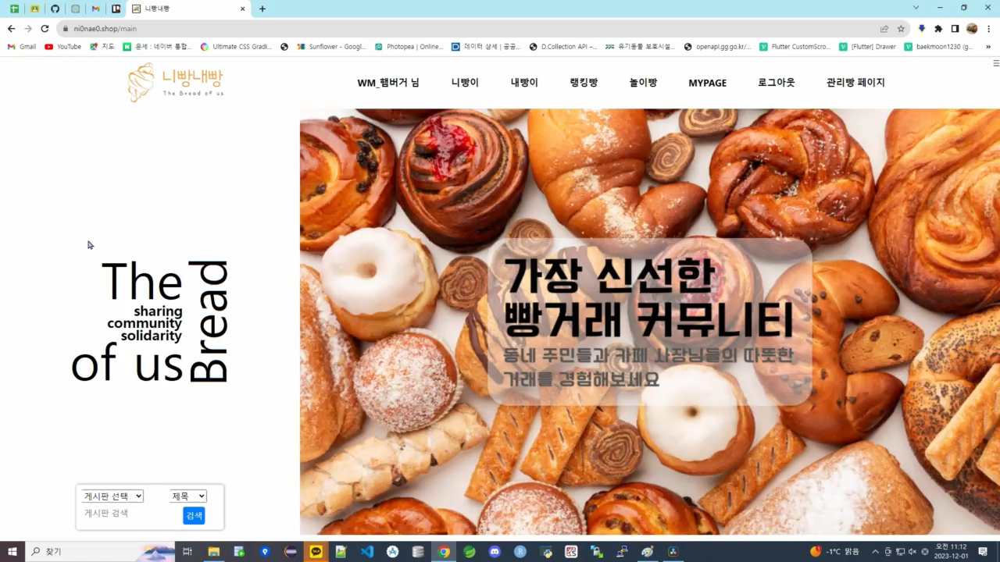 니빵내빵
ni0nae0.shop/main
Gmail
YouTube
지도
운세 : 네이버 통합...
Ultimate CSS Gradi...
Sunflower - Googl...
Photopea | Online...
데이터 상세 | 공공...
D.Collection API –...
유기동물 보호시설...
openapi.gg.go.kr/...
Flutter CustomScro...
[Flutter] Drawer
baekmoon1230 (g...
니빵내빵
The Bread of us
WM_햄버거 님
니빵이
내빵이
랭킹빵
놀이빵
MYPAGE
로그아웃
관리빵 페이지
The
sharing
community
solidarity
of us
Bread
가장 신선한
빵거래 커뮤니티
동네 주민들과 카페 사장님들의 따뜻한
거래를 경험해보세요
게시판 선택
제목
게시판 검색
검색
찾기
-1°C 맑음
오전 11:12
2023-12-01